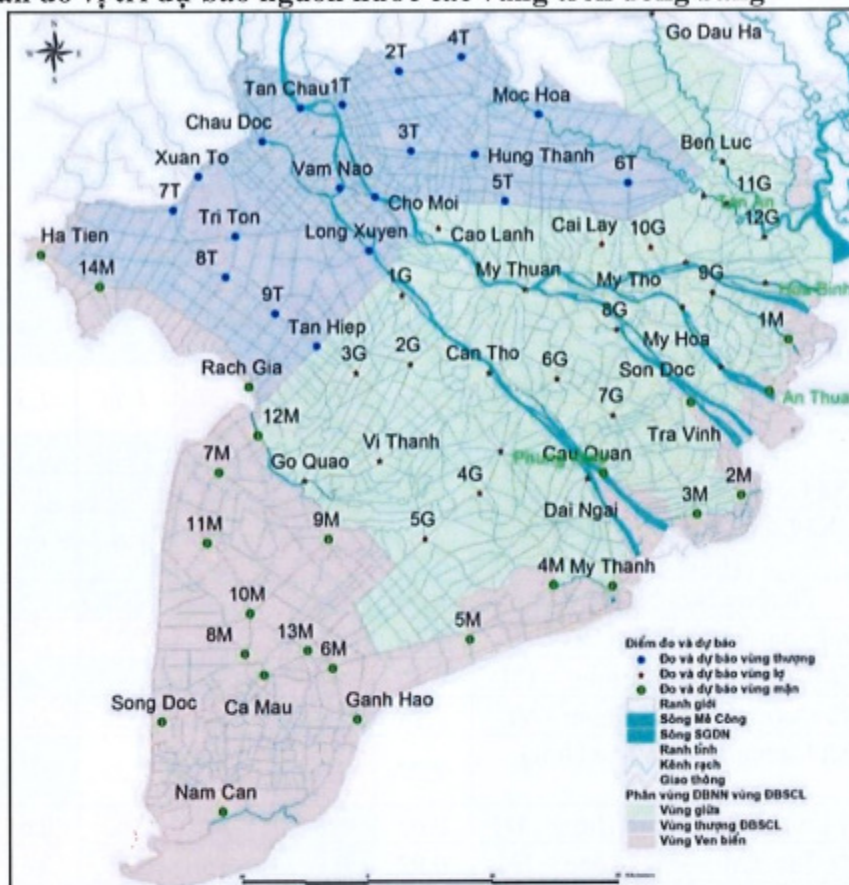 Go Dau Ha
2T
4T
Tan Chau
1T
Moc Hoa
Chau Doc
Ben Luc
Xuan To
3T
Vam Nao
Hung Thanh
6T
11G
7T
5T
Tan An
Cho Moi
Tri Ton
12G
Ha Tien
Long Xuyen
Cao Lanh
Cai Lay
10G
8T
14M
1G
My Thuan
My Tho
9G
Hoa Binh
9T
8G
1M
Tan Hiep
My Hoa
3G
2G
Can Tho
6G
Son Doc
Rach Gia
7G
An Thua
12M
Tra Vinh
7M
Vi Thanh
Go Quao
Cau Quan
4G
2M
Dai Ngai
3M
11M
9M
5G
4M
My Thanh
10M
8M
13M
6M
5M
Song Doc
Ca Mau
Ganh Hao
Nam Can
Điểm đo và dự báo
Đo và dự báo vùng thượng
Đo và dự báo vùng lợ
Đo và dự báo vùng mặn
Ranh giới
Sông Mê Công
Sông SGDN
Ranh tỉnh
Kênh rạch
Giao thông
Phân vùng DBNN vùng ĐBSCL
Vùng giữa
Vùng thượng ĐBSCL
Vùng Ven biển